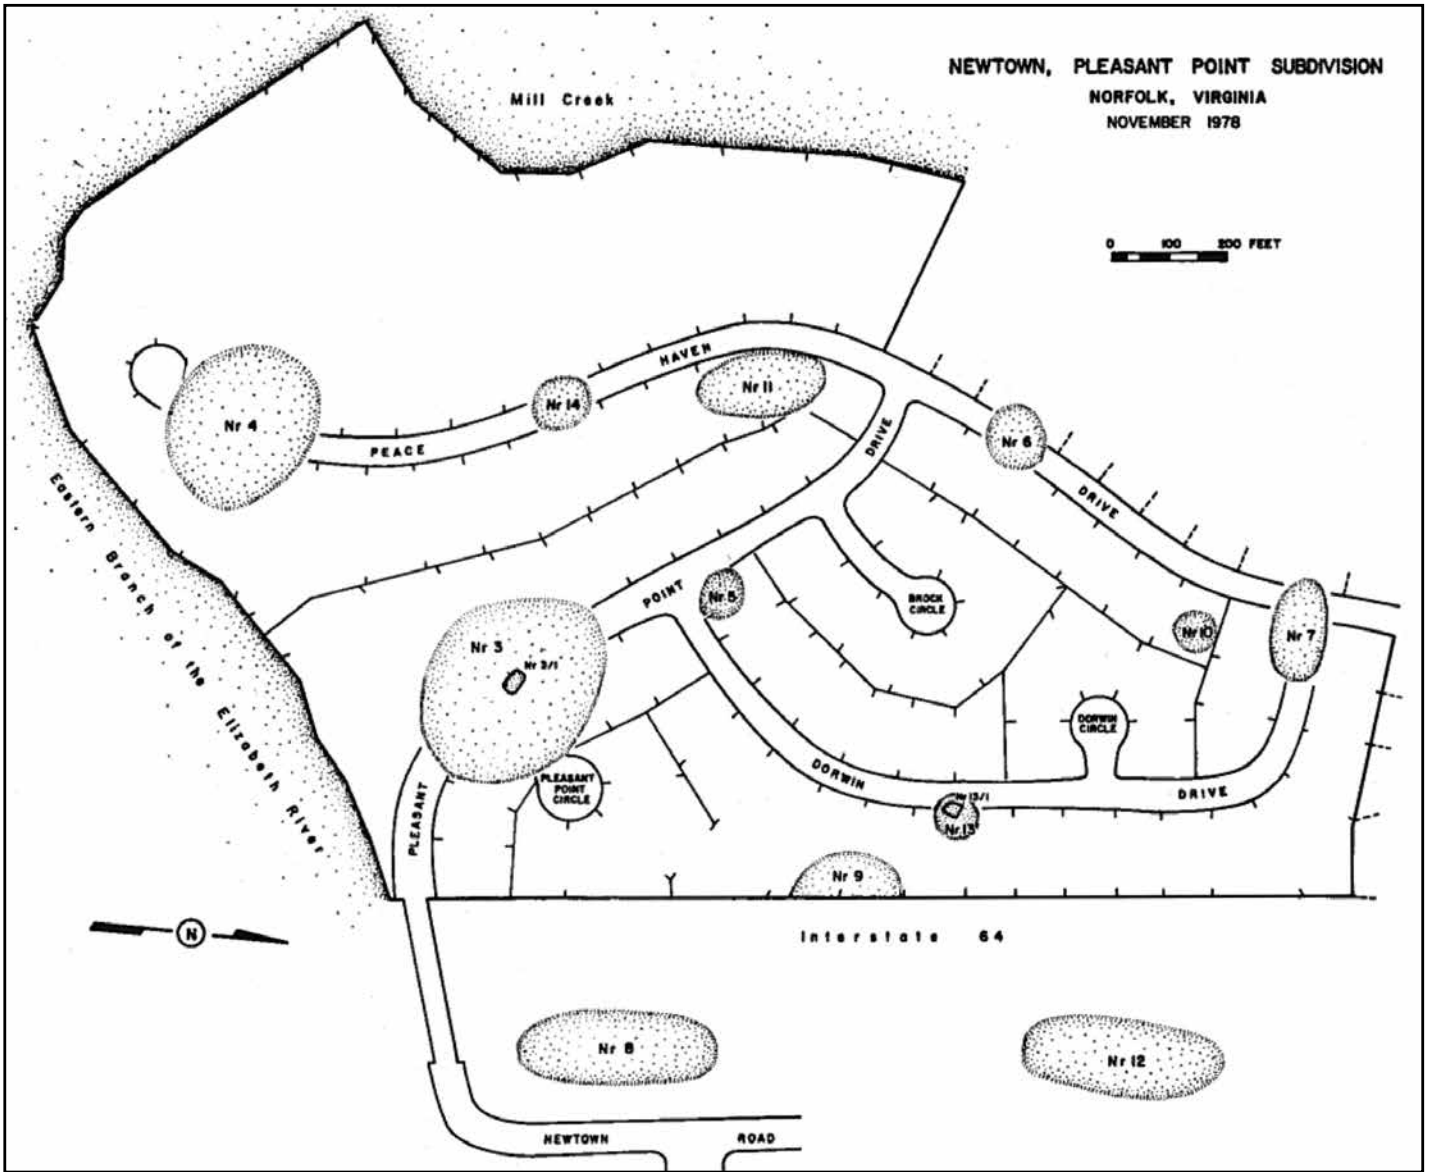 NEWTOWN, PLEASANT POINT SUBDIVISION
NORFOLK, VIRGINIA
NOVEMBER 1978
Mill Creek
0 100 200 FEET
HAVEN
Nr 11
Nr 14
Nr 4
PEACE
DRIVE
Nr 6
DRIVE
Eastern Branch of the Elizabeth River
POINT
Nr 5
BROCK
CIRCLE
Nr 10
Nr 7
Nr 3
Nr 3/1
DORWIN
CIRCLE
PLEASANT
POINT
CIRCLE
PLEASANT
DORWIN
DRIVE
Nr 13/1
Nr 13
Nr 9
N
Interstate 64
Nr 8
Nr 12
NEWTOWN ROAD